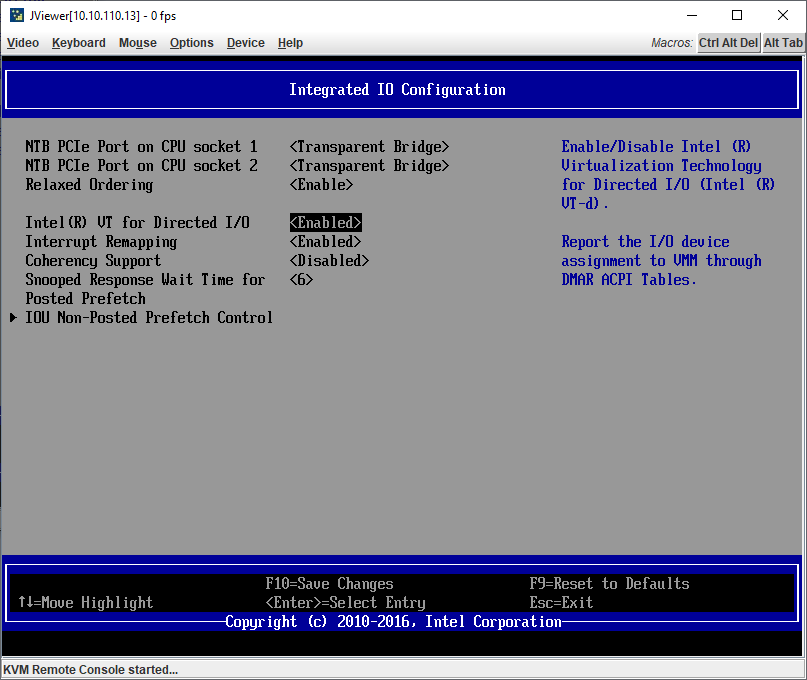 JViewer[10.10.110.13] - 0 fps
Video Keyboard Mouse Options Device Help Macros: Ctrl Alt Del Alt Tab
Integrated IO Configuration
NTB PCIe Port on CPU socket 1 <Transparent Bridge>
NTB PCIe Port on CPU socket 2 <Transparent Bridge>
Relaxed Ordering <Enable>
Intel(R) VT for Directed I/O <Enabled>
Interrupt Remapping <Enabled>
Coherency Support <Disabled>
Snooped Response Wait Time for <6>
Posted Prefetch
IOU Non-Posted Prefetch Control
Enable/Disable Intel (R)
Virtualization Technology
for Directed I/O (Intel (R)
VT-d).
Report the I/O device
assignment to VMM through
DMAR ACPI Tables.
F10=Save Changes F9=Reset to Defaults
↑↓=Move Highlight <Enter>=Select Entry Esc=Exit
Copyright (c) 2010-2016, Intel Corporation
KVM Remote Console started...